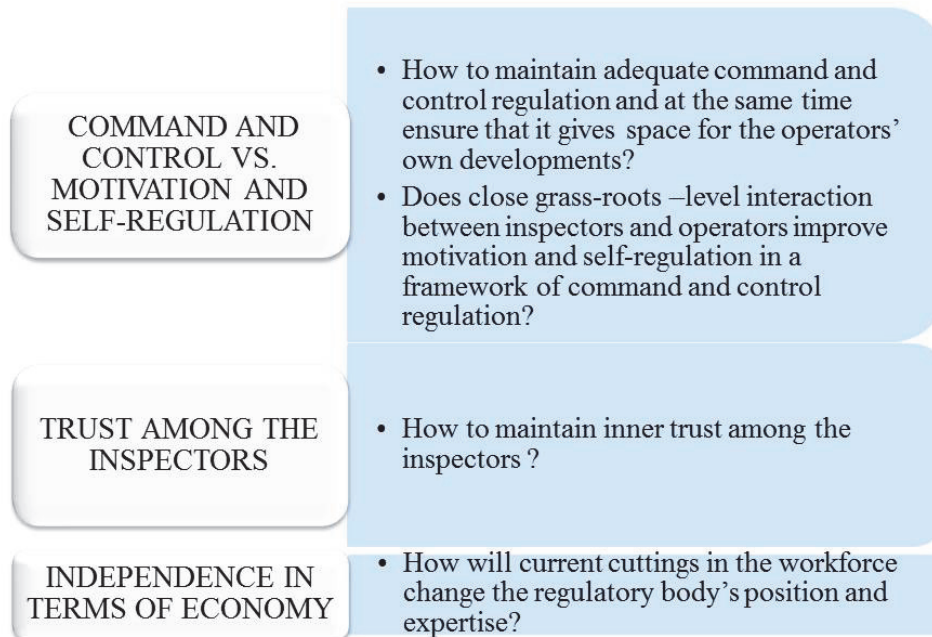 COMMAND AND
CONTROL VS.
MOTIVATION AND
SELF-REGULATION
• How to maintain adequate command and
control regulation and at the same time
ensure that it gives space for the operators’
own developments?
• Does close grass-roots –level interaction
between inspectors and operators improve
motivation and self-regulation in a
framework of command and control
regulation?
TRUST AMONG THE
INSPECTORS
• How to maintain inner trust among the
inspectors ?
INDEPENDENCE IN
TERMS OF ECONOMY
• How will current cuttings in the workforce
change the regulatory body’s position and
expertise?